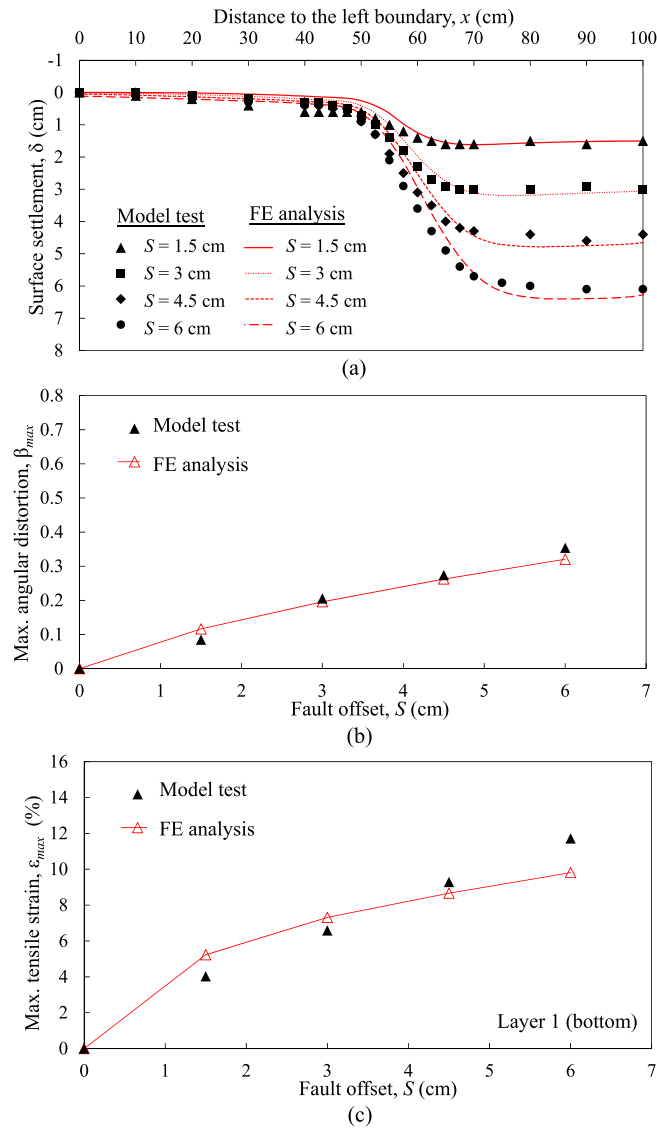 Distance to the left boundary, x (cm)
0 10 20 30 40 50 60 70 80 90 100
-1
0
1
2
3
4
5
6
7
8
Surface settlement, δ (cm)
Model test FE analysis
S = 1.5 cm S = 1.5 cm
S = 3 cm S = 3 cm
S = 4.5 cm S = 4.5 cm
S = 6 cm S = 6 cm
(a)
0.8
0.7
0.6
0.5
0.4
0.3
0.2
0.1
0
Max. angular distortion, βmax
Model test
FE analysis
0 1 2 3 4 5 6 7
Fault offset, S (cm)
(b)
16
14
12
10
8
6
4
2
0
Max. tensile strain, εmax (%)
Model test
FE analysis
Layer 1 (bottom)
0 1 2 3 4 5 6 7
Fault offset, S (cm)
(c)